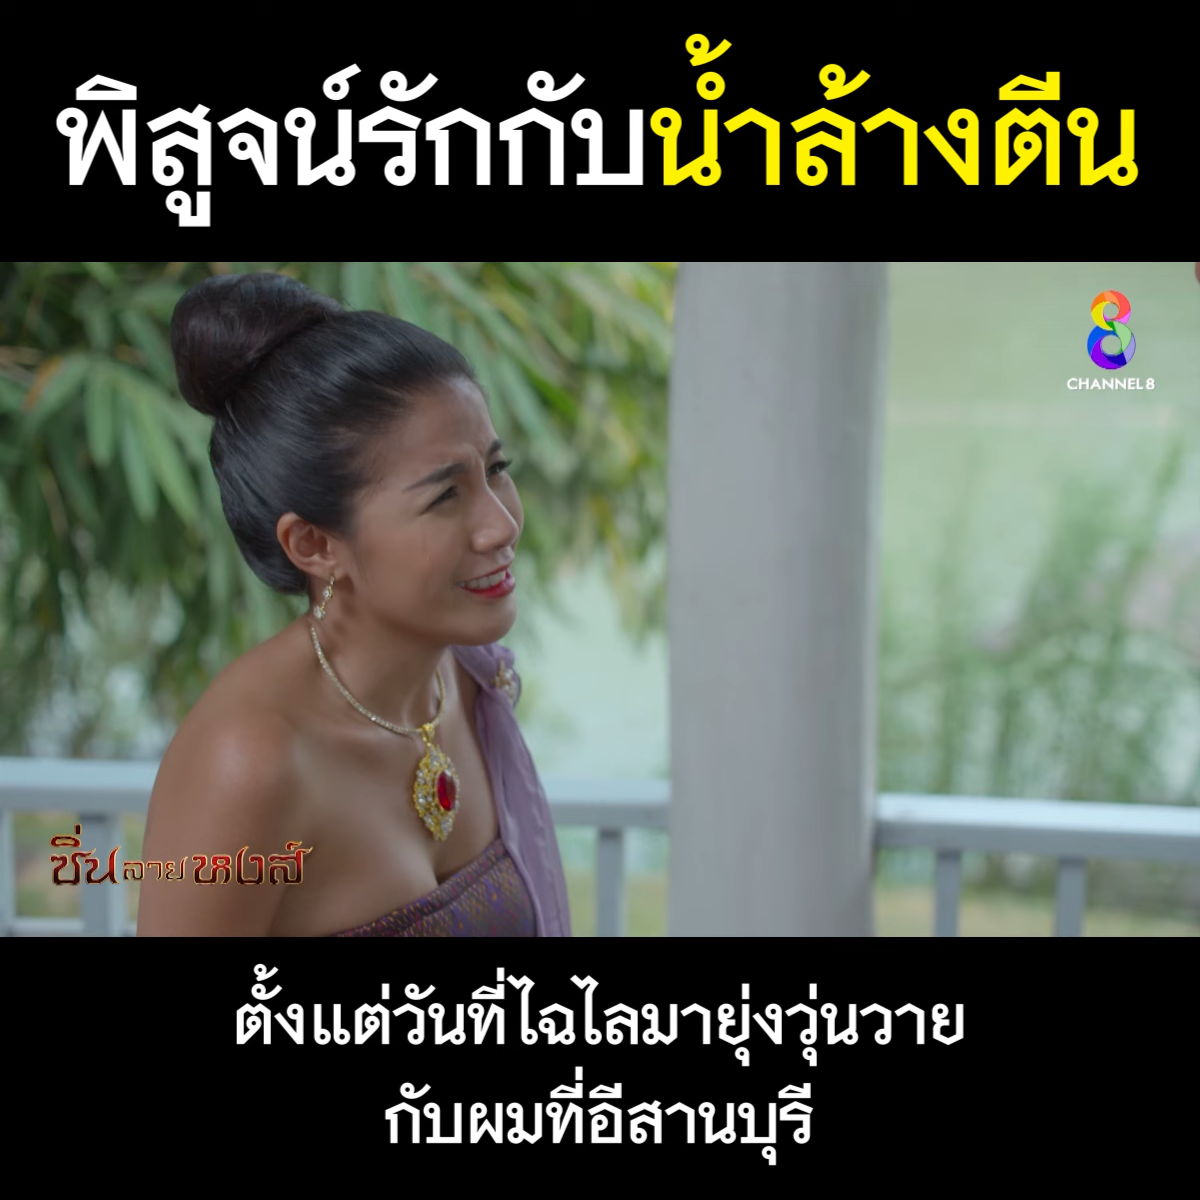 พิสูจน์รักกับน้ำล้างตีน
CHANNEL 8
ซิ่นลายหงส์
ตั้งแต่วันที่ไฉไลมายุ่งวุ่นวาย
กับผมที่อีสานบุรี